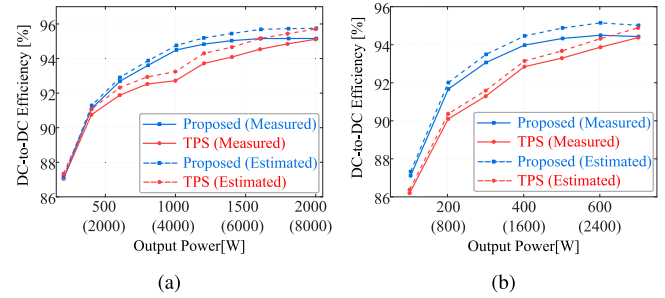 DC-to-DC Efficiency [%]
96
94
92
90
88
86
Proposed (Measured)
TPS (Measured)
Proposed (Estimated)
TPS (Estimated)
500 1000 1500 2000
(2000) (4000) (6000) (8000)
Output Power[W]
(a)
DC-to-DC Efficiency [%]
96
94
92
90
88
86
Proposed (Measured)
TPS (Measured)
Proposed (Estimated)
TPS (Estimated)
200 400 600
(800) (1600) (2400)
Output Power[W]
(b)